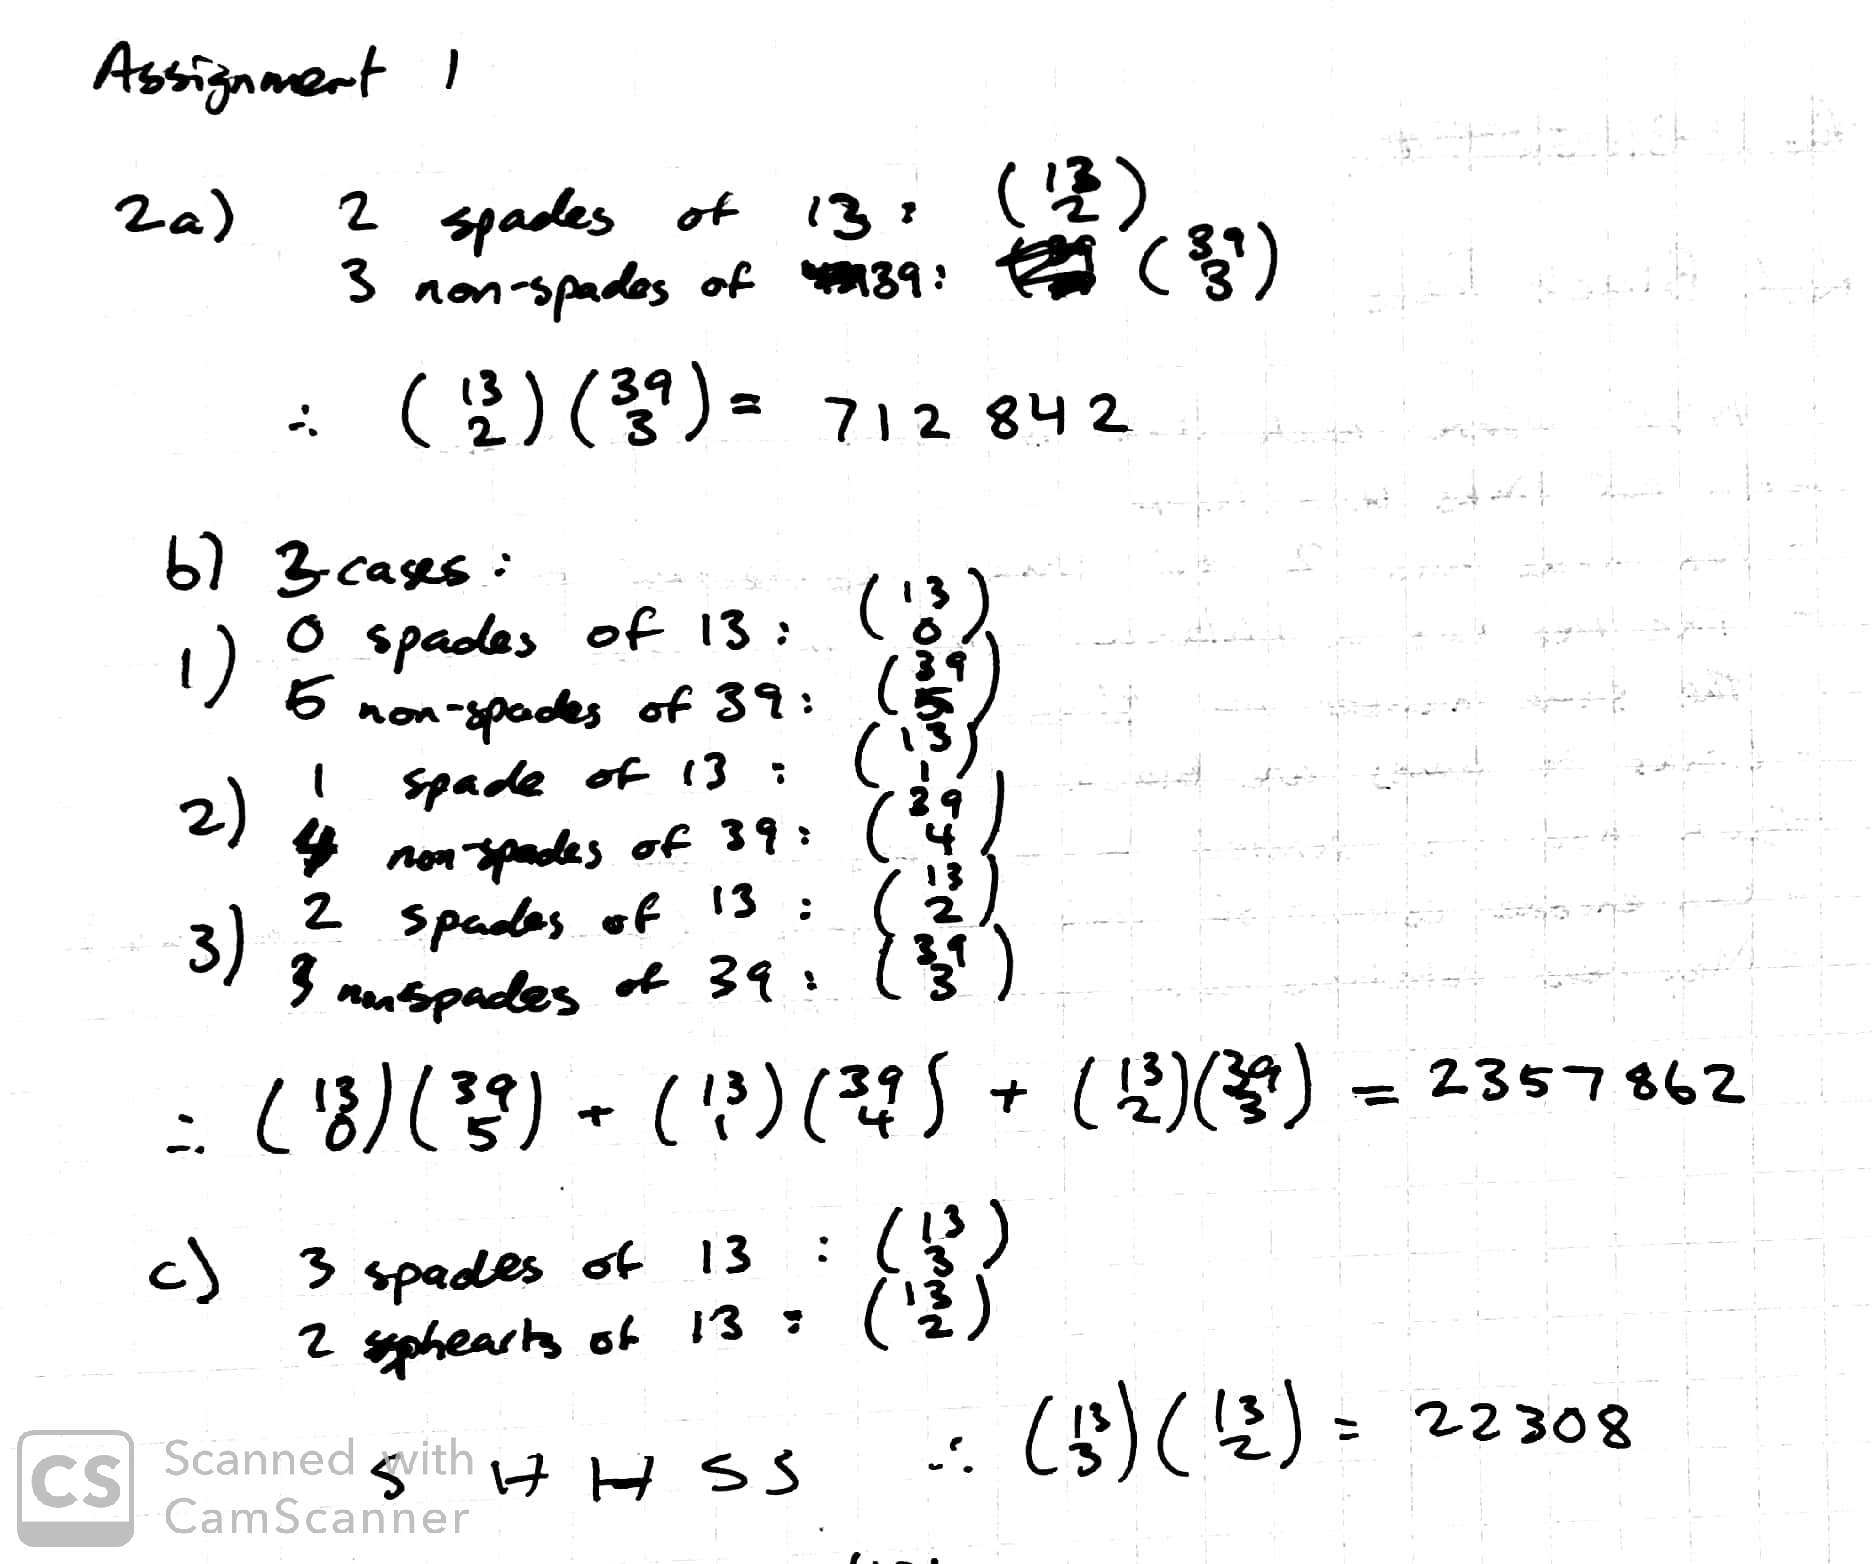 Assignment 1
2a) 2 spades of 13: (13 2)
3 non-spades of 39: (39 3)
∴ (13 2)(39 3) = 712 842
b) 3 cases:
1) 0 spades of 13: (13 0)
5 non-spades of 39: (39 5)
2) 1 spade of 13: (13 1)
4 non-spades of 39: (39 4)
3) 2 spades of 13: (13 2)
3 nonspades of 39: (39 3)
∴ (13 0)(39 5) + (13 1)(39 4) + (13 2)(39 3) = 2357862
c) 3 spades of 13: (13 3)
2 hearts of 13: (13 2)
S H H S S ∴ (13 3)(13 2) = 22308
CS Scanned with
CamScanner